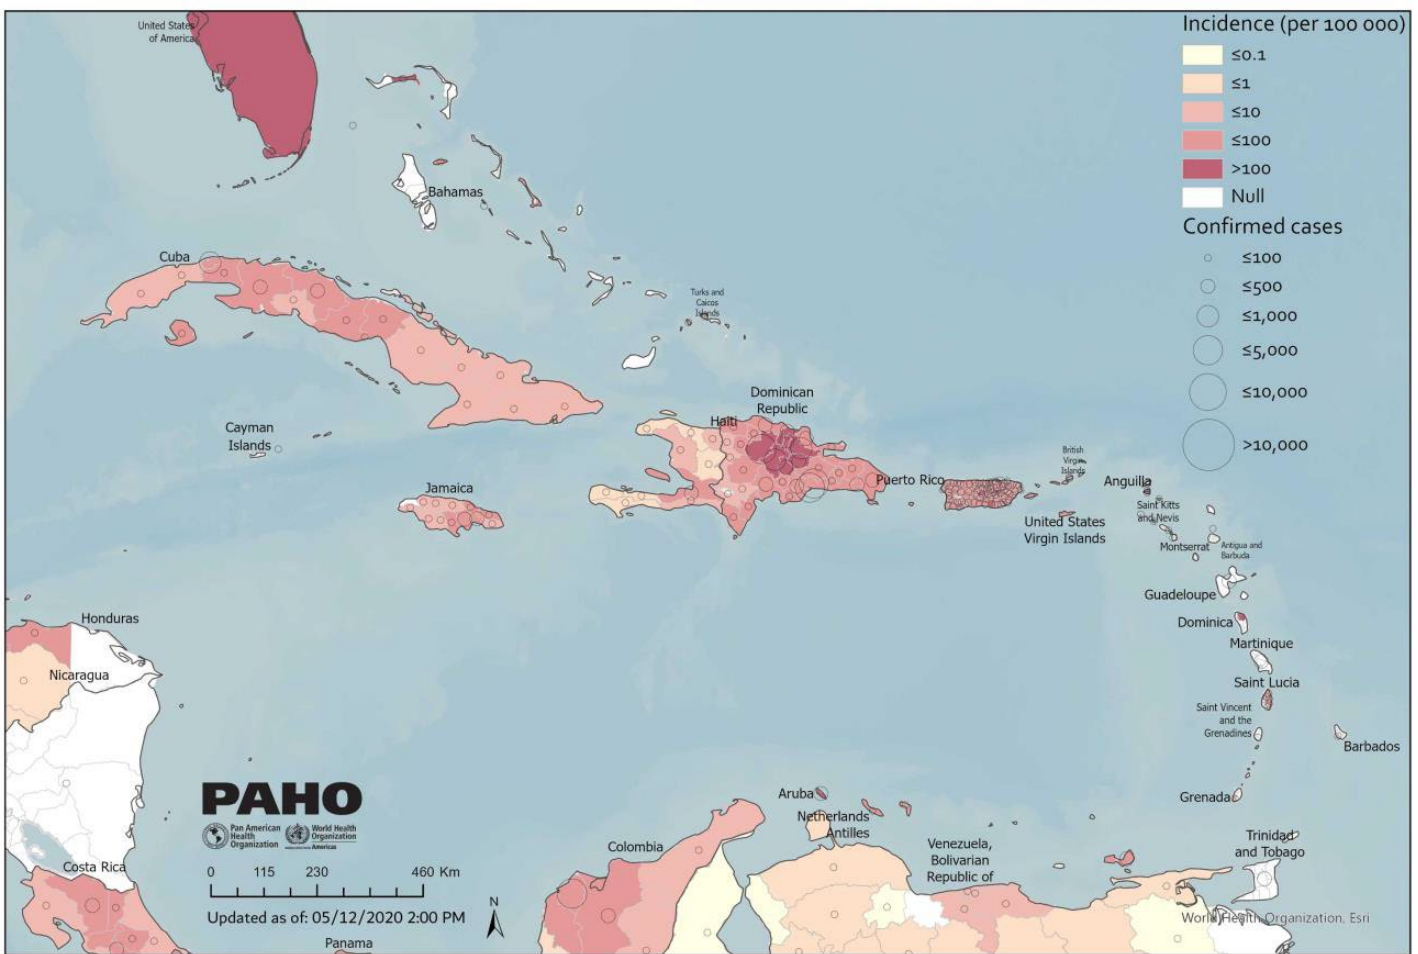 United States
of America
Incidence (per 100 000)
≤0.1
≤1
≤10
≤100
>100
Null
Confirmed cases
≤100
≤500
≤1,000
≤5,000
≤10,000
>10,000
Bahamas
Cuba
Turks and
Caicos
Islands
Dominican
Republic
Haiti
Cayman
Islands
Jamaica
Puerto Rico
British
Virgin
Islands
United States
Virgin Islands
Anguilla
Saint Kitts
and Nevis
Montserrat
Antigua and
Barbuda
Guadeloupe
Dominica
Martinique
Saint Lucia
Saint Vincent
and the
Grenadines
Barbados
Grenada
Trinidad
and Tobago
Honduras
Nicaragua
Costa Rica
Panama
Colombia
Aruba
Netherlands
Antilles
Venezuela,
Bolivarian
Republic of
PAHO
Pan American
Health
Organization
World Health
Organization
Americas
0 115 230 460 Km
Updated as of: 05/12/2020 2:00 PM
N
World Health Organization, Esri